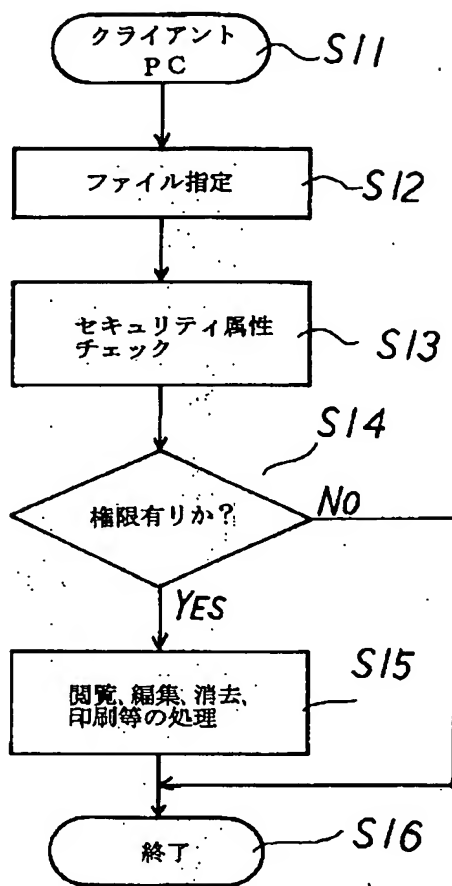 クライアント
PC
S11
ファイル指定
S12
セキュリティ属性
チェック
S13
S14
権限有りか?
NO
YES
S15
閲覧、編集、消去、
印刷等の処理
終了
S16